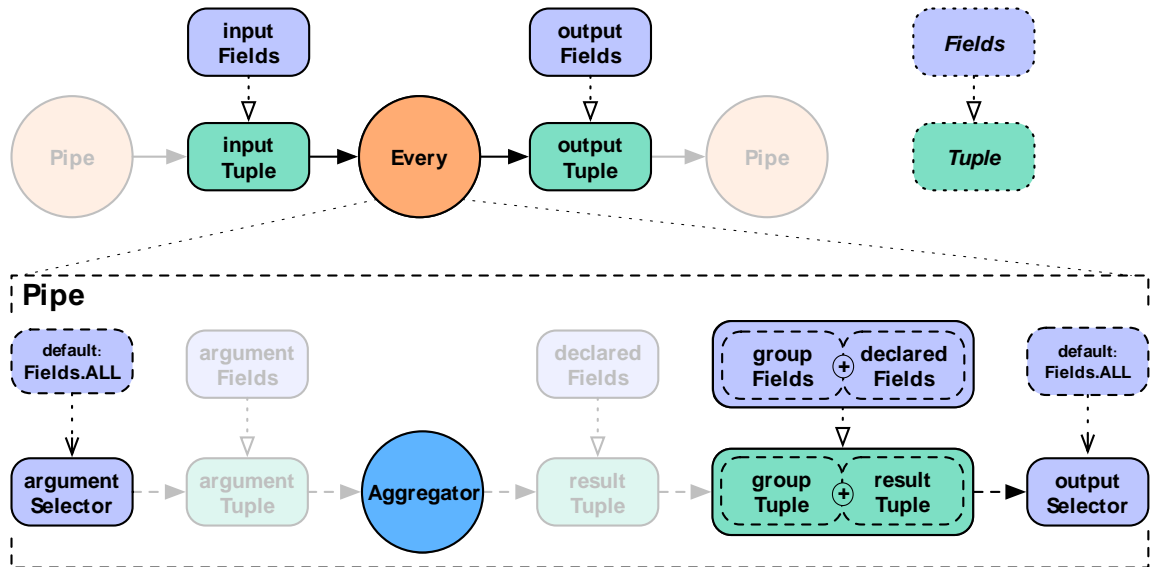 input
Fields
output
Fields
Fields
Pipe
input
Tuple
Every
output
Tuple
Pipe
Tuple
Pipe
default:
Fields.ALL
argument
Fields
declared
Fields
group
Fields
+
declared
Fields
default:
Fields.ALL
argument
Selector
argument
Tuple
Aggregator
result
Tuple
group
Tuple
+
result
Tuple
output
Selector